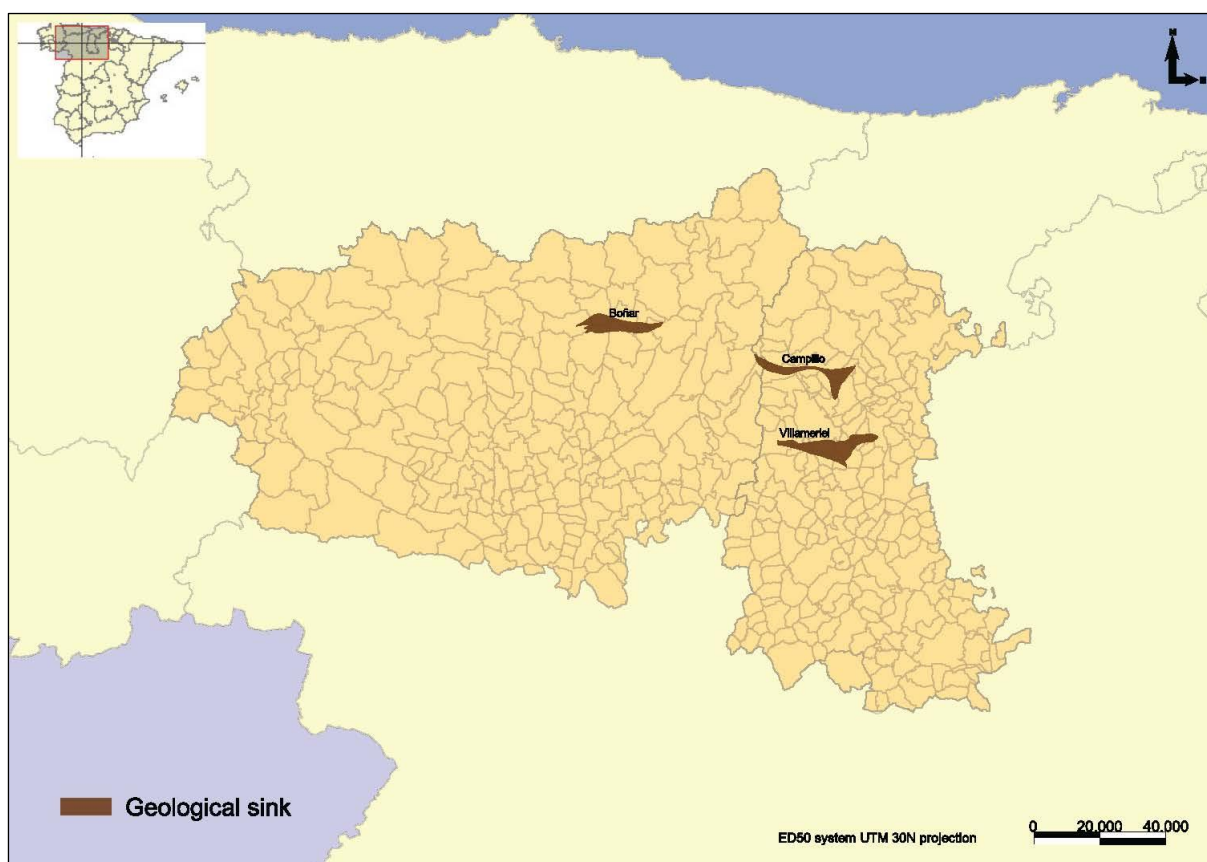 N
Boñar
Campillo
Villameriel
Geological sink
ED50 system UTM 30N projection
0 20,000 40,000